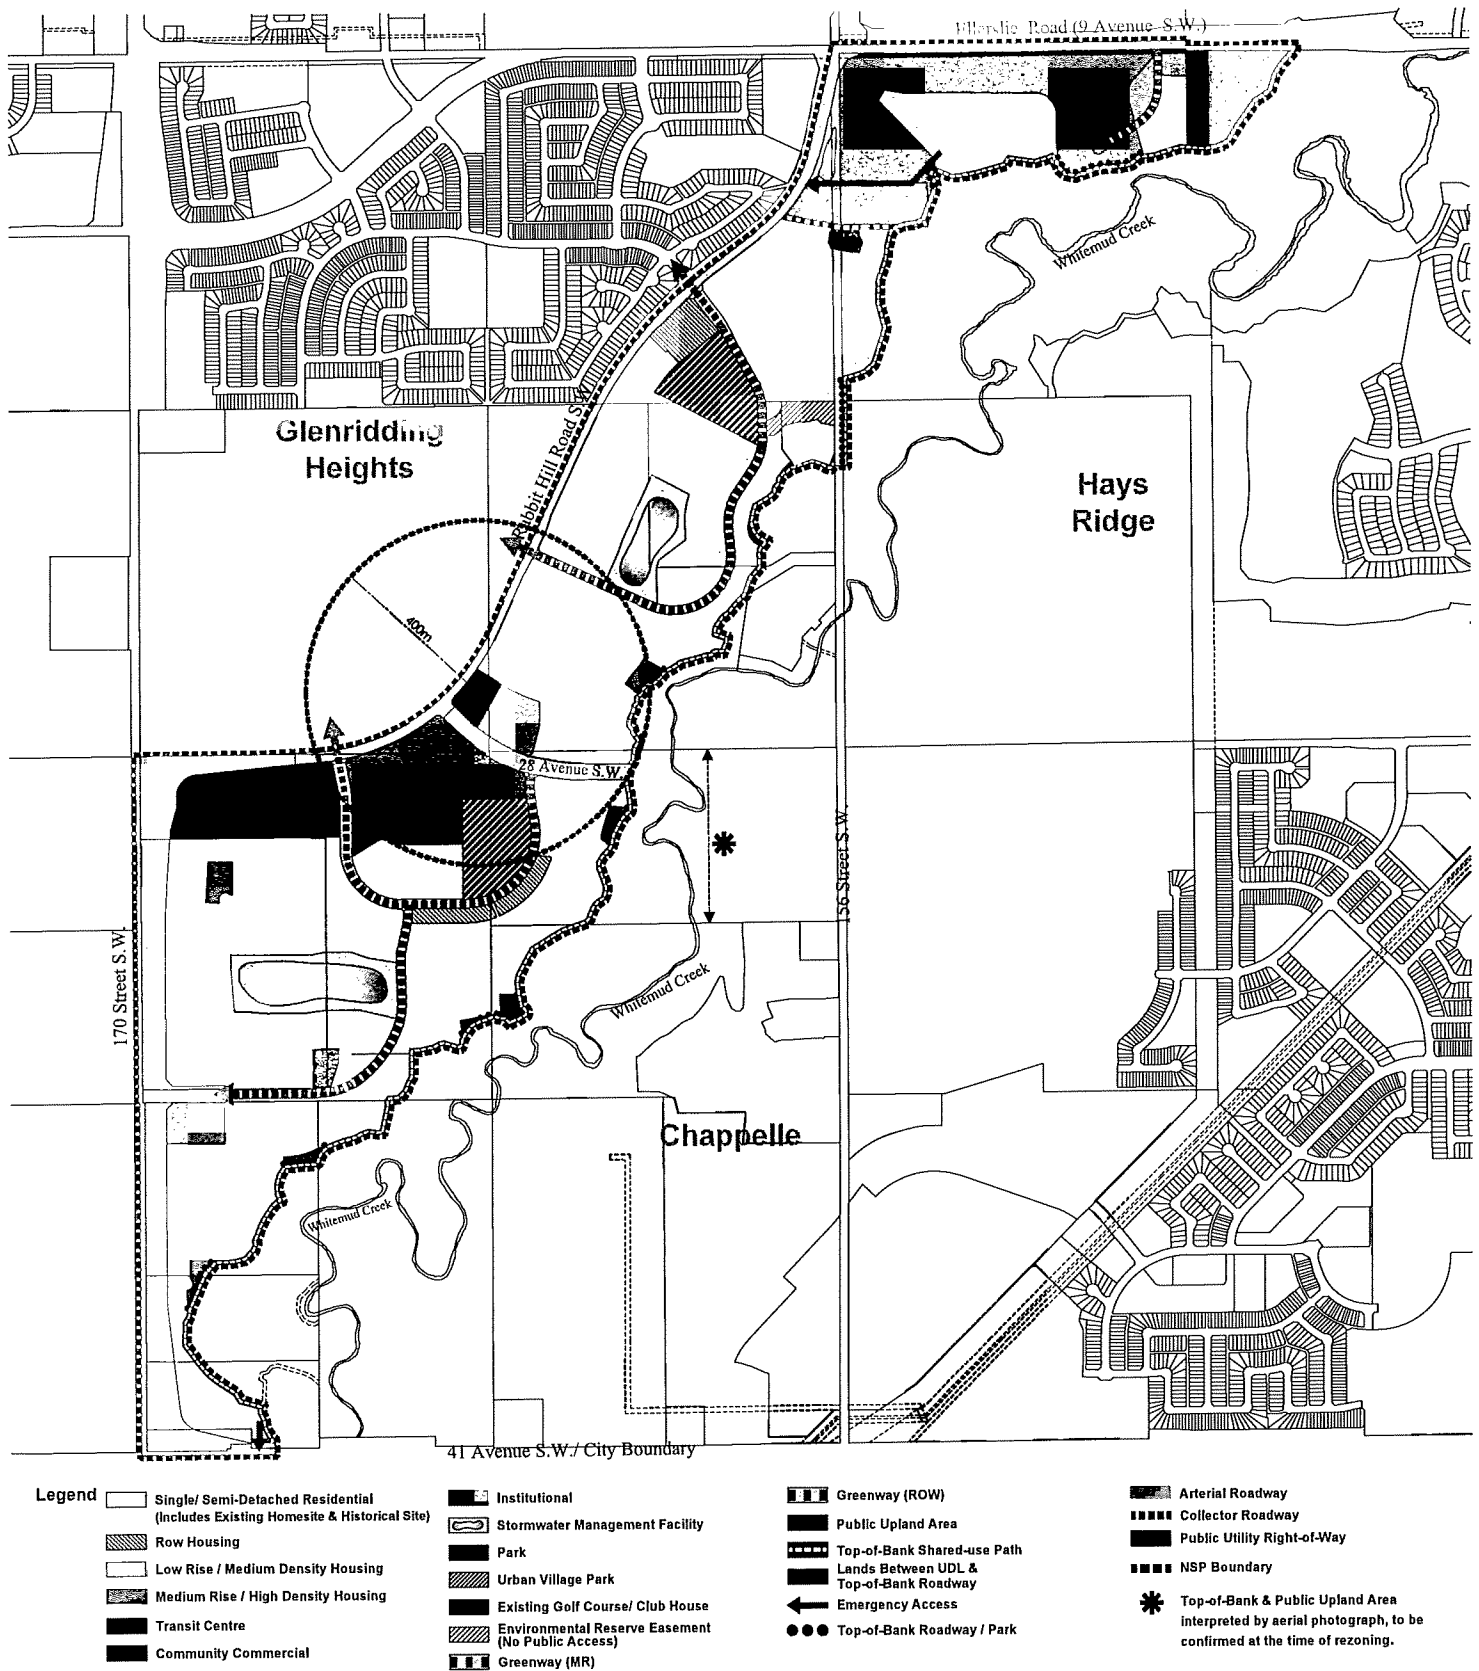 Ellerslie Road (9 Avenue S.W.)
Whitemud Creek
Glenridding
Heights
Rabbit Hill Road S.W.
Hays
Ridge
400m
28 Avenue S.W.
156 Street S.W.
170 Street S.W.
Whitemud Creek
Chappelle
Whitemud Creek
41 Avenue S.W./ City Boundary
Legend
Single/ Semi-Detached Residential
(Includes Existing Homesite & Historical Site)
Row Housing
Low Rise / Medium Density Housing
Medium Rise / High Density Housing
Transit Centre
Community Commercial
Institutional
Stormwater Management Facility
Park
Urban Village Park
Existing Golf Course/ Club House
Environmental Reserve Easement
(No Public Access)
Greenway (MR)
Greenway (ROW)
Public Upland Area
Top-of-Bank Shared-use Path
Lands Between UDL &
Top-of-Bank Roadway
Emergency Access
Top-of-Bank Roadway / Park
Arterial Roadway
Collector Roadway
Public Utility Right-of-Way
NSP Boundary
Top-of-Bank & Public Upland Area
interpreted by aerial photograph, to be
confirmed at the time of rezoning.